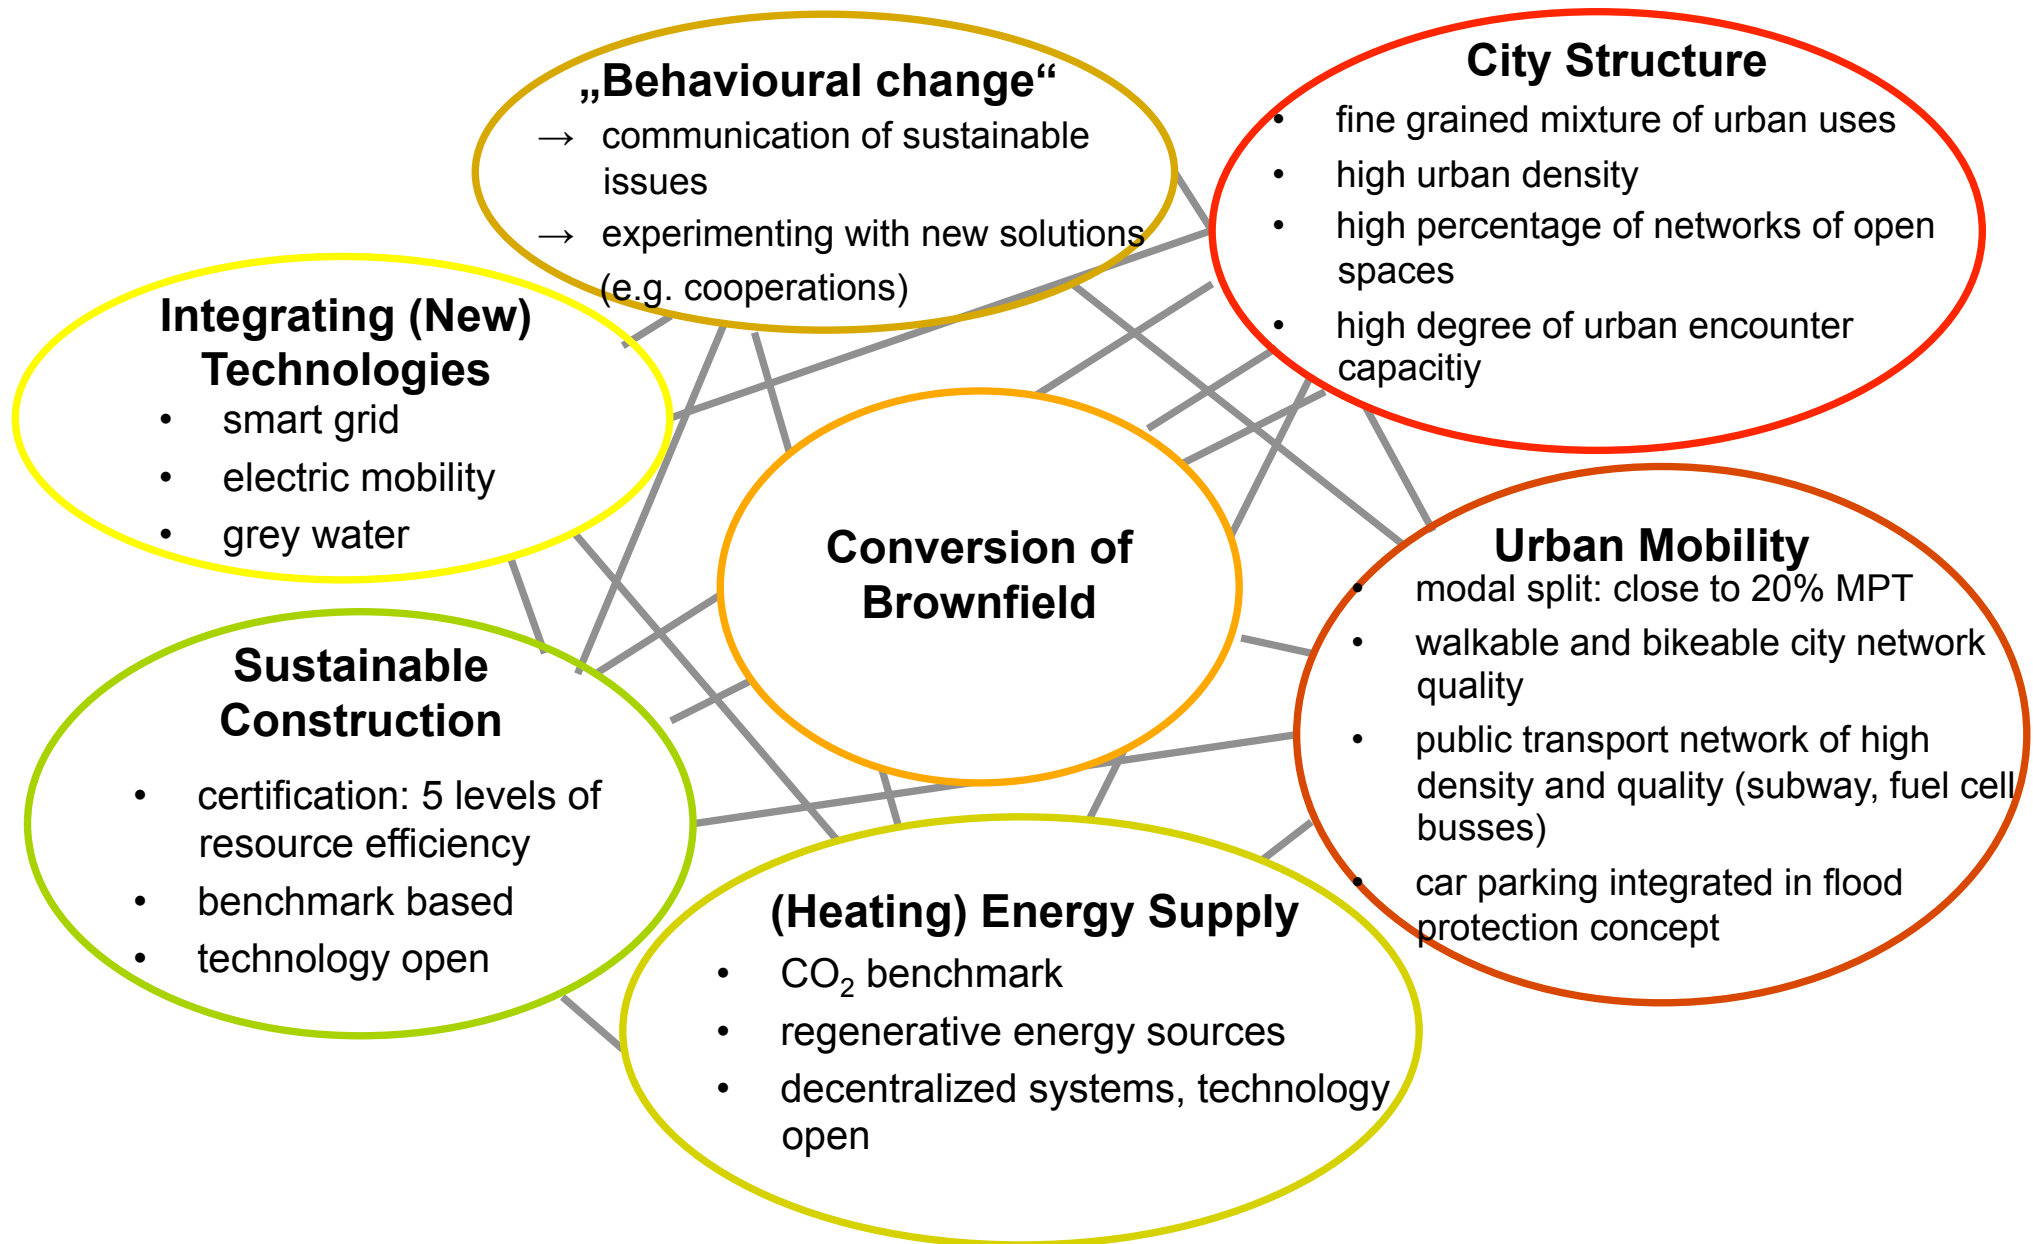 „Behavioural change“
→ communication of sustainable
issues
→ experimenting with new solutions
(e.g. cooperations)
City Structure
• fine grained mixture of urban uses
• high urban density
• high percentage of networks of open
spaces
• high degree of urban encounter
capacitiy
Integrating (New)
Technologies
• smart grid
• electric mobility
• grey water
Conversion of
Brownfield
Urban Mobility
• modal split: close to 20% MPT
• walkable and bikeable city network
quality
• public transport network of high
density and quality (subway, fuel cell
busses)
• car parking integrated in flood
protection concept
Sustainable
Construction
• certification: 5 levels of
resource efficiency
• benchmark based
• technology open
(Heating) Energy Supply
• CO₂ benchmark
• regenerative energy sources
• decentralized systems, technology
open